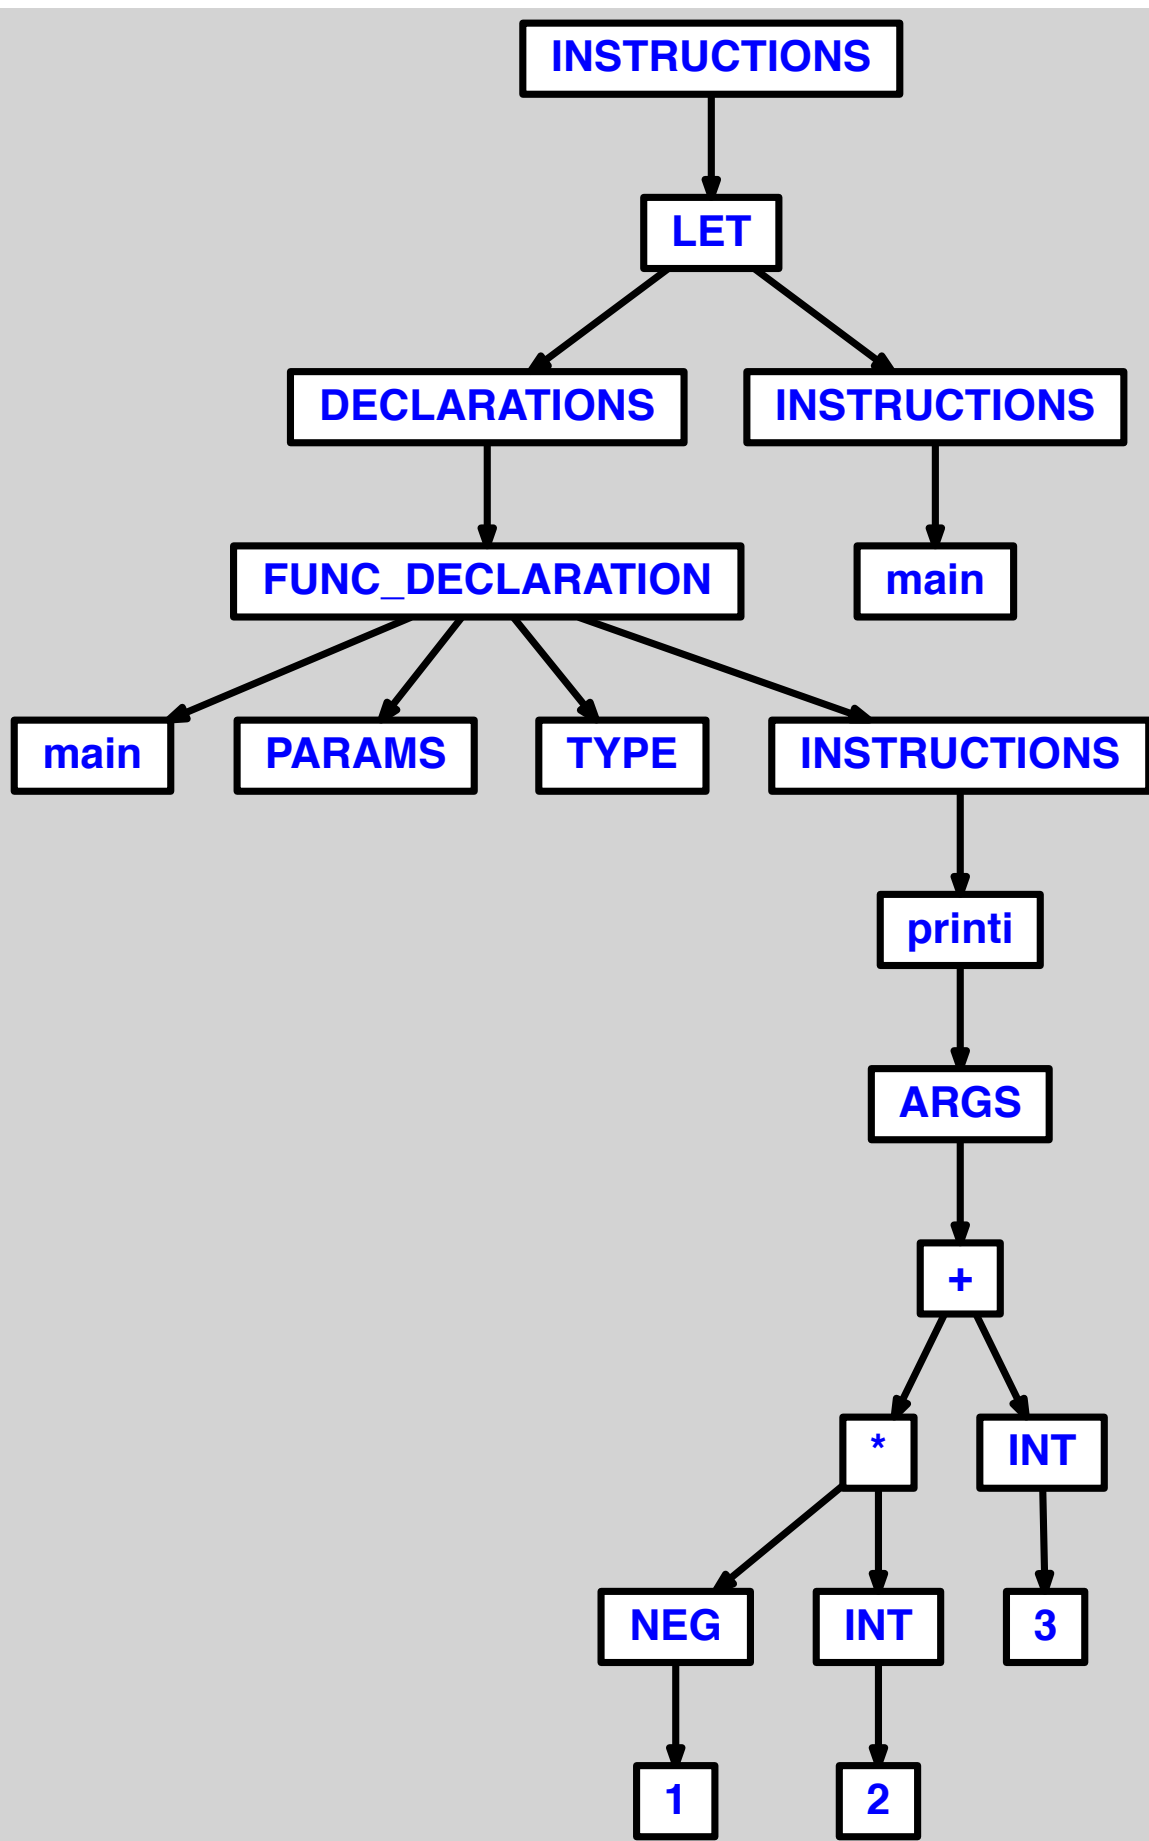 INSTRUCTIONS
LET
DECLARATIONS
INSTRUCTIONS
FUNC_DECLARATION
main
main
PARAMS
TYPE
INSTRUCTIONS
printi
ARGS
+
*
INT
NEG
INT
3
1
2